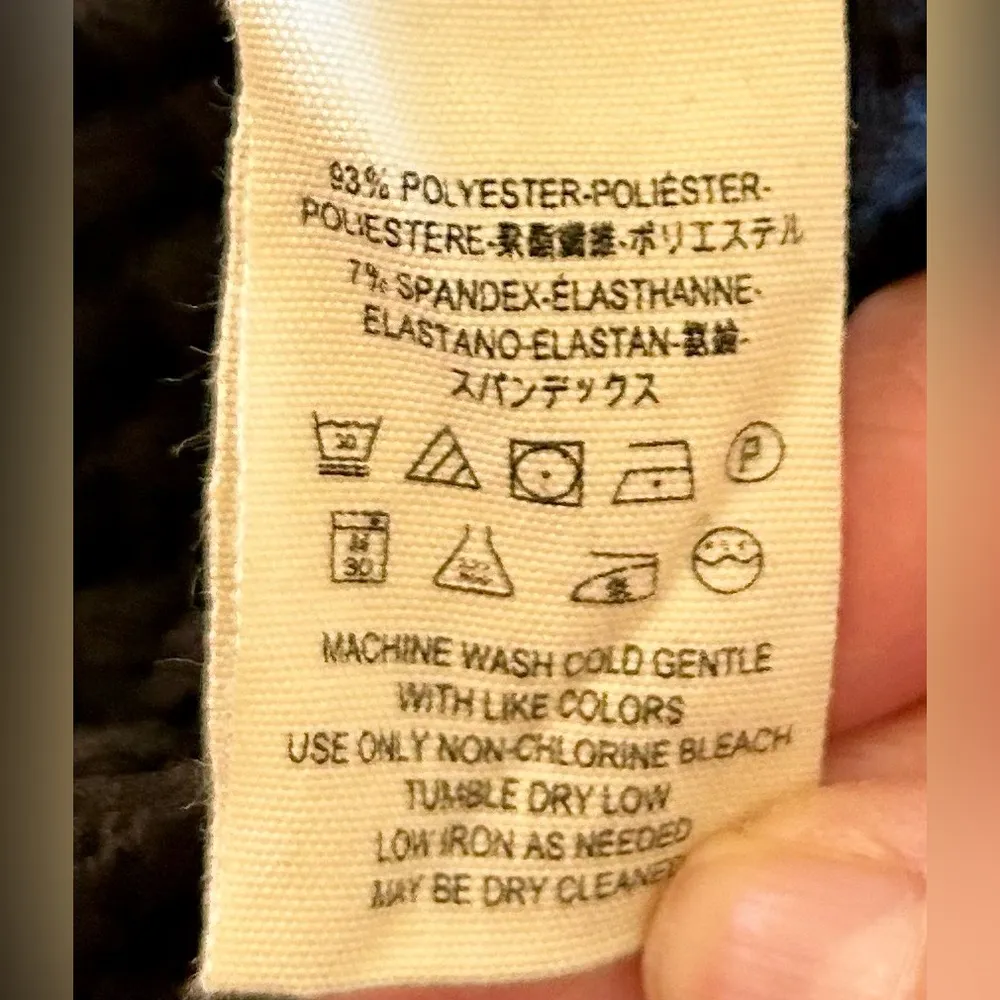 93% POLYESTER-POLIÉSTER-
POLIESTERE-聚酯纖維-ポリエステル
7% SPANDEX-ÉLASTHANNE-
ELASTANO-ELASTAN-氨綸-
スパンデックス
30
P
30
MACHINE WASH COLD GENTLE
WITH LIKE COLORS
USE ONLY NON-CHLORINE BLEACH
TUMBLE DRY LOW
LOW IRON AS NEEDED
MAY BE DRY CLEANED